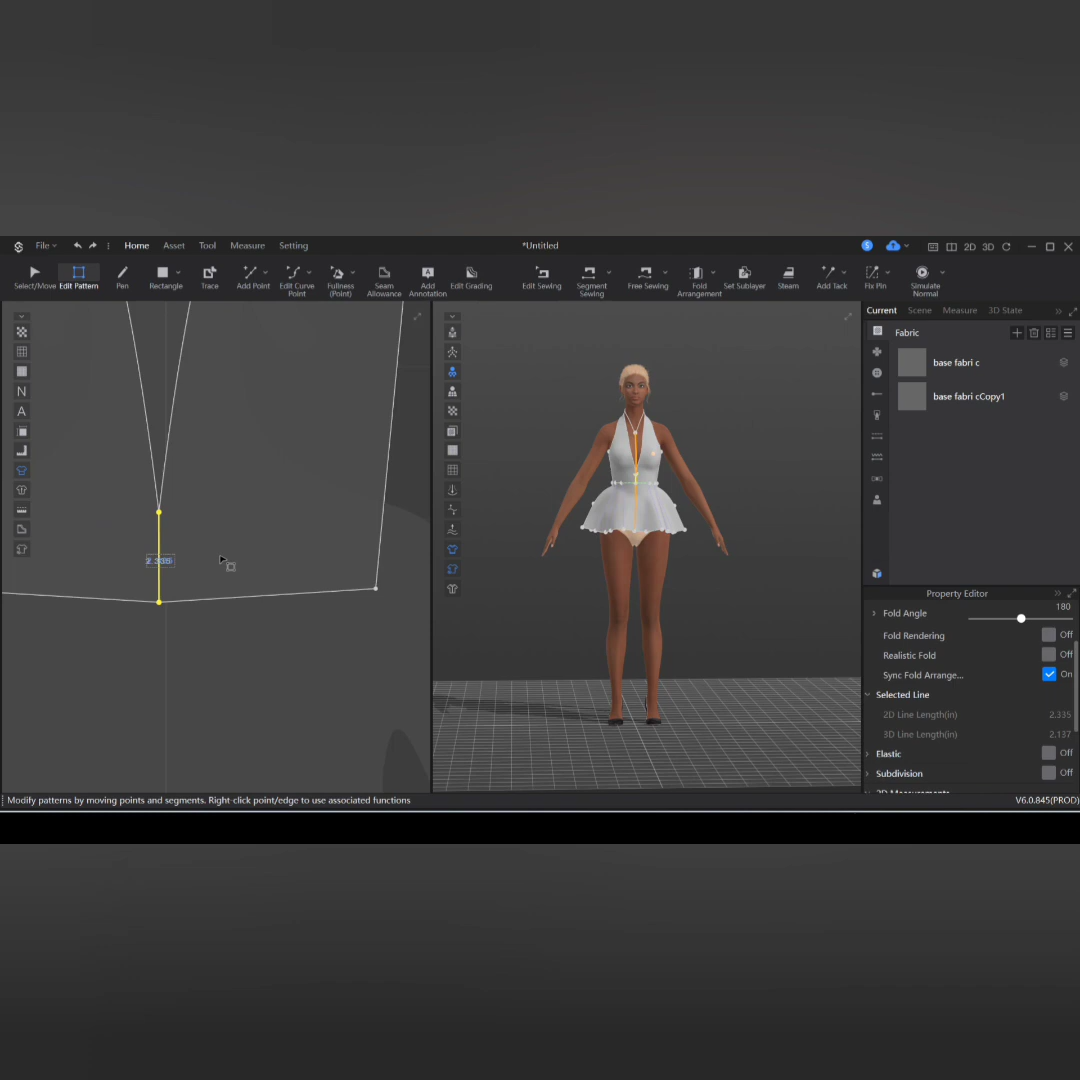 File
Home Asset Tool Measure Setting
*Untitled
S
2D 3D
Select/Move Edit Pattern Pen Rectangle Trace Add Point Edit Curve Point Fullness (Point) Seam Allowance Add Annotation Edit Grading Edit Sewing Segment Sewing Free Sewing Fold Arrangement Set Sublayer Steam Add Tack Fix Pin Simulate Normal
Current Scene Measure 3D State
Fabric
base fabri c
base fabri cCopy1
N
A
Property Editor
Fold Angle 180
Fold Rendering Off
Realistic Fold Off
Sync Fold Arrange... On
Selected Line
2D Line Length(in) 2.335
3D Line Length(in) 2.137
Elastic Off
Subdivision Off
Modify patterns by moving points and segments. Right-click point/edge to use associated functions
V6.0.845(PROD)